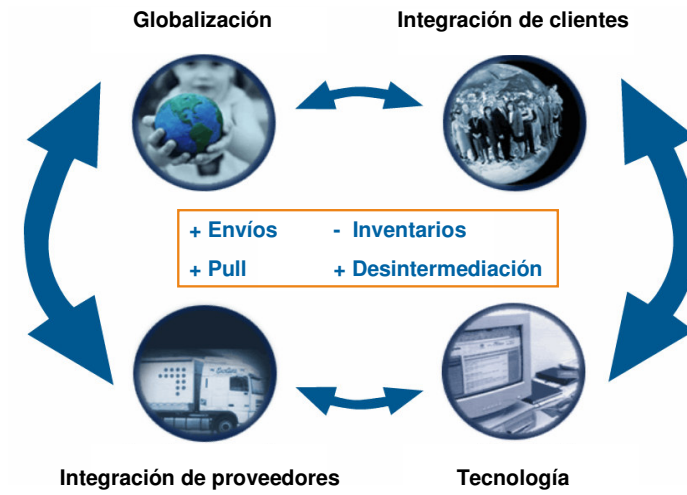 Globalización Integración de clientes
+ Envíos - Inventarios
+ Pull + Desintermediación
Integración de proveedores Tecnología